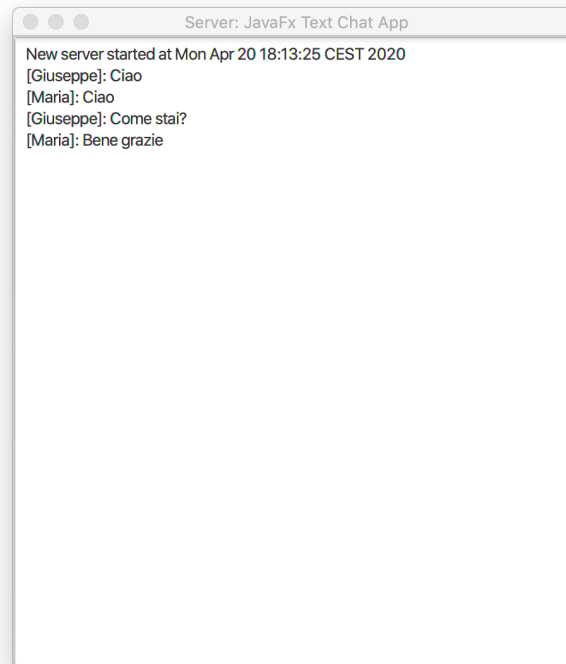 Server: JavaFx Text Chat App
New server started at Mon Apr 20 18:13:25 CEST 2020
[Giuseppe]: Ciao
[Maria]: Ciao
[Giuseppe]: Come stai?
[Maria]: Bene grazie